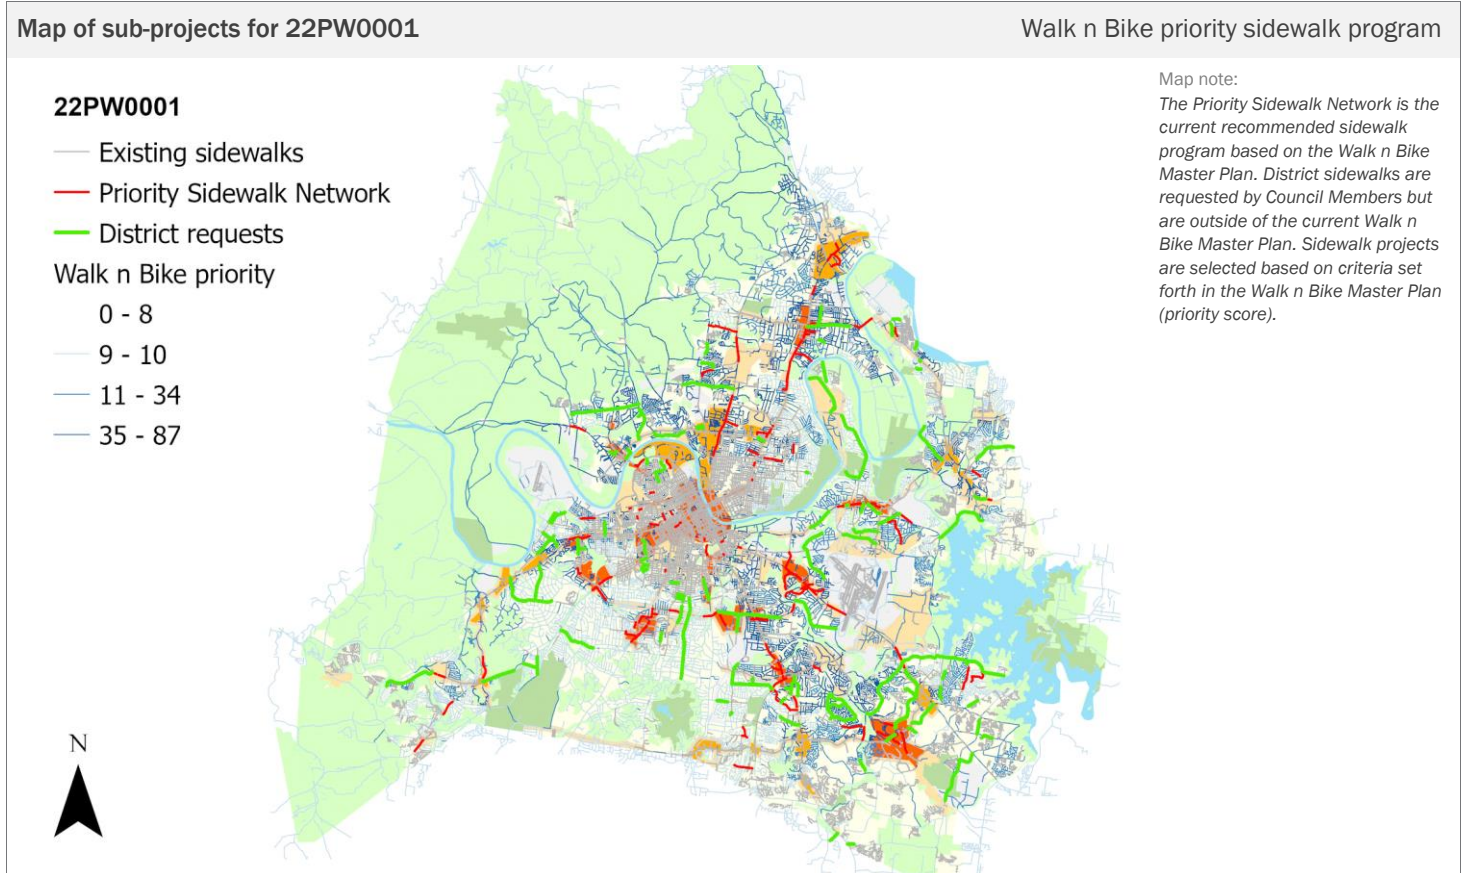 Map of sub-projects for 22PW0001
Walk n Bike priority sidewalk program
22PW0001
Existing sidewalks
Priority Sidewalk Network
District requests
Walk n Bike priority
0 - 8
9 - 10
11 - 34
35 - 87
N
Map note:
The Priority Sidewalk Network is the
current recommended sidewalk
program based on the Walk n Bike
Master Plan. District sidewalks are
requested by Council Members but
are outside of the current Walk n
Bike Master Plan. Sidewalk projects
are selected based on criteria set
forth in the Walk n Bike Master Plan
(priority score).